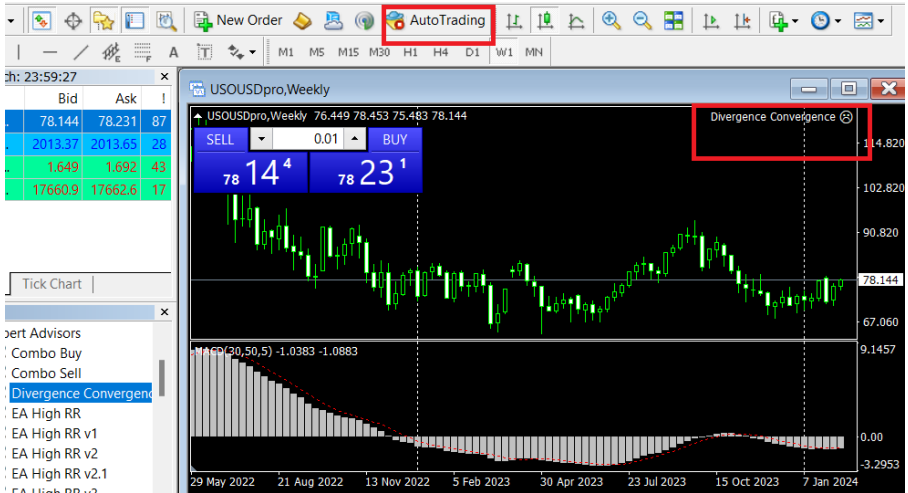 New Order AutoTrading
A T M1 M5 M15 M30 H1 H4 D1 W1 MN
ch: 23:59:27
Bid Ask !
78.144 78.231 87
2013.37 2013.65 28
1.649 1.692 43
17660.9 17662.6 17
Tick Chart
pert Advisors
Combo Buy
Combo Sell
Divergence Convergenc
EA High RR
EA High RR v1
EA High RR v2
EA High RR v2.1
USOUSDpro,Weekly
USOUSDpro,Weekly 76.449 78.453 75.483 78.144
Divergence Convergence
SELL 0.01 BUY
78 14 4 78 23 1
114.820
102.820
90.820
78.144
67.060
MACD(30,50,5) -1.0383 -1.0883
9.1457
0.00
-3.2953
29 May 2022 21 Aug 2022 13 Nov 2022 5 Feb 2023 30 Apr 2023 23 Jul 2023 15 Oct 2023 7 Jan 2024